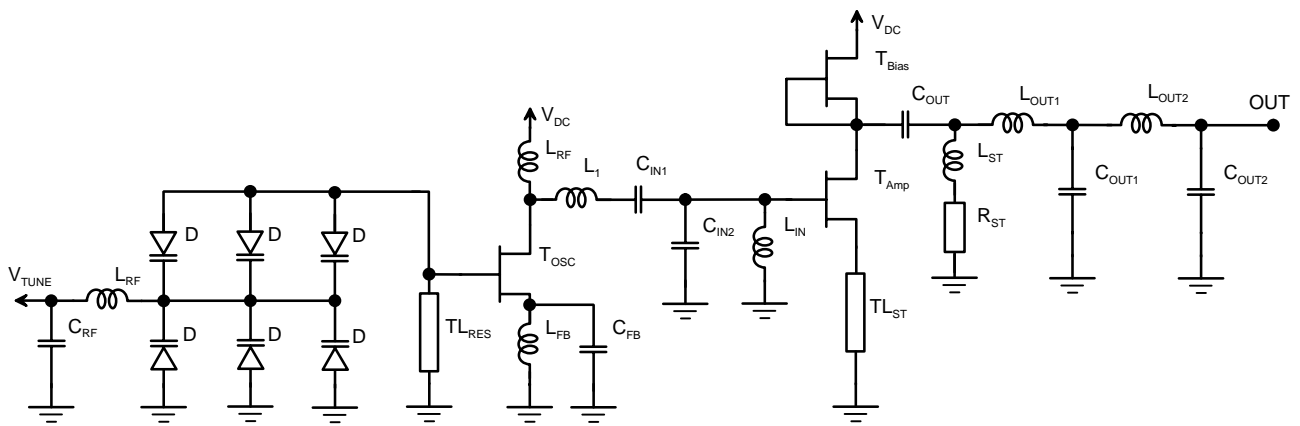 V_DC
T_Bias
C_OUT
L_OUT1
L_OUT2
OUT
V_DC
L_RF
L_1
C_IN1
L_ST
T_Amp
C_OUT1
C_OUT2
D
D
D
C_IN2
L_IN
R_ST
T_OSC
V_TUNE
L_RF
C_RF
D
D
D
TL_RES
L_FB
C_FB
TL_ST